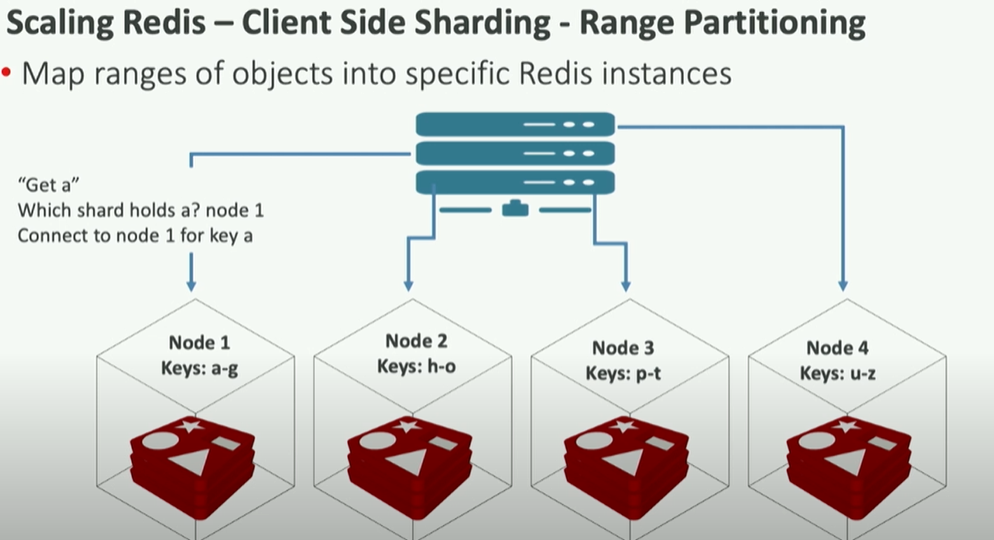 Scaling Redis – Client Side Sharding - Range Partitioning
• Map ranges of objects into specific Redis instances
“Get a”
Which shard holds a? node 1
Connect to node 1 for key a
Node 1
Keys: a-g
Node 2
Keys: h-o
Node 3
Keys: p-t
Node 4
Keys: u-z